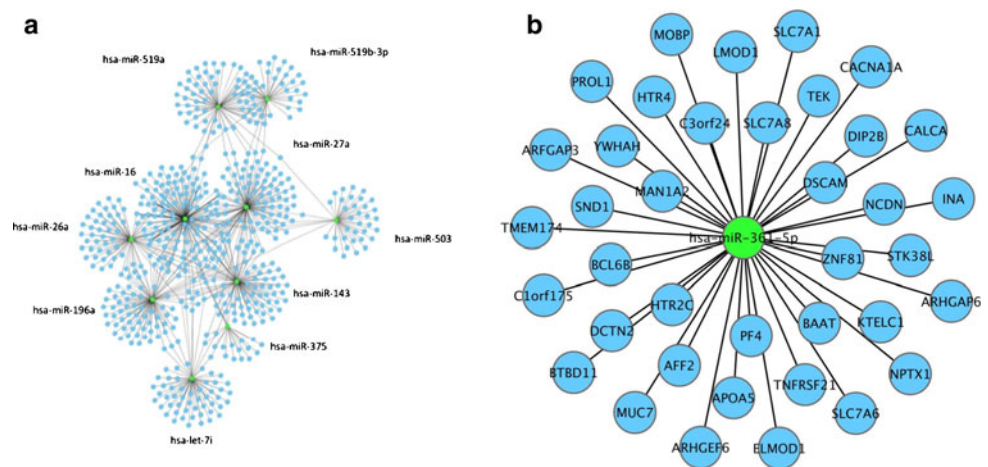 a
hsa-miR-519a
hsa-miR-519b-3p
hsa-miR-27a
hsa-miR-16
hsa-miR-26a
hsa-miR-503
hsa-miR-196a
hsa-miR-143
hsa-miR-375
hsa-let-7i
b
MOBP
LMOD1
SLC7A1
CACNA1A
PROL1
HTR4
C3orf24
SLC7A8
TEK
DIP2B
CALCA
ARFGAP3
YWHAH
MAN1A2
DSCAM
NCDN
INA
SND1
TMEM174
hsa-miR-361-5p
ZNF81
STK38L
BCL6B
C1orf175
HTR2C
ARHGAP6
DCTN2
PF4
BAAT
KTELC1
BTBD11
AFF2
NPTX1
MUC7
APOA5
TNFRSF21
SLC7A6
ARHGEF6
ELMOD1